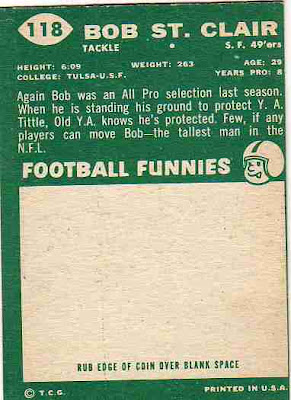 118 BOB ST. CLAIR
TACKLE • S. F. 49'ers
HEIGHT: 6:09 WEIGHT: 263 AGE: 29
COLLEGE: TULSA-U.S.F. YEARS PRO: 8
Again Bob was an All Pro selection last season.
When he is standing his ground to protect Y. A.
Tittle, Old Y.A. knows he's protected. Few, if any
players can move Bob—the tallest man in the
N.F.L.
FOOTBALL FUNNIES
RUB EDGE OF COIN OVER BLANK SPACE
© T.C.G. PRINTED IN U.S.A.